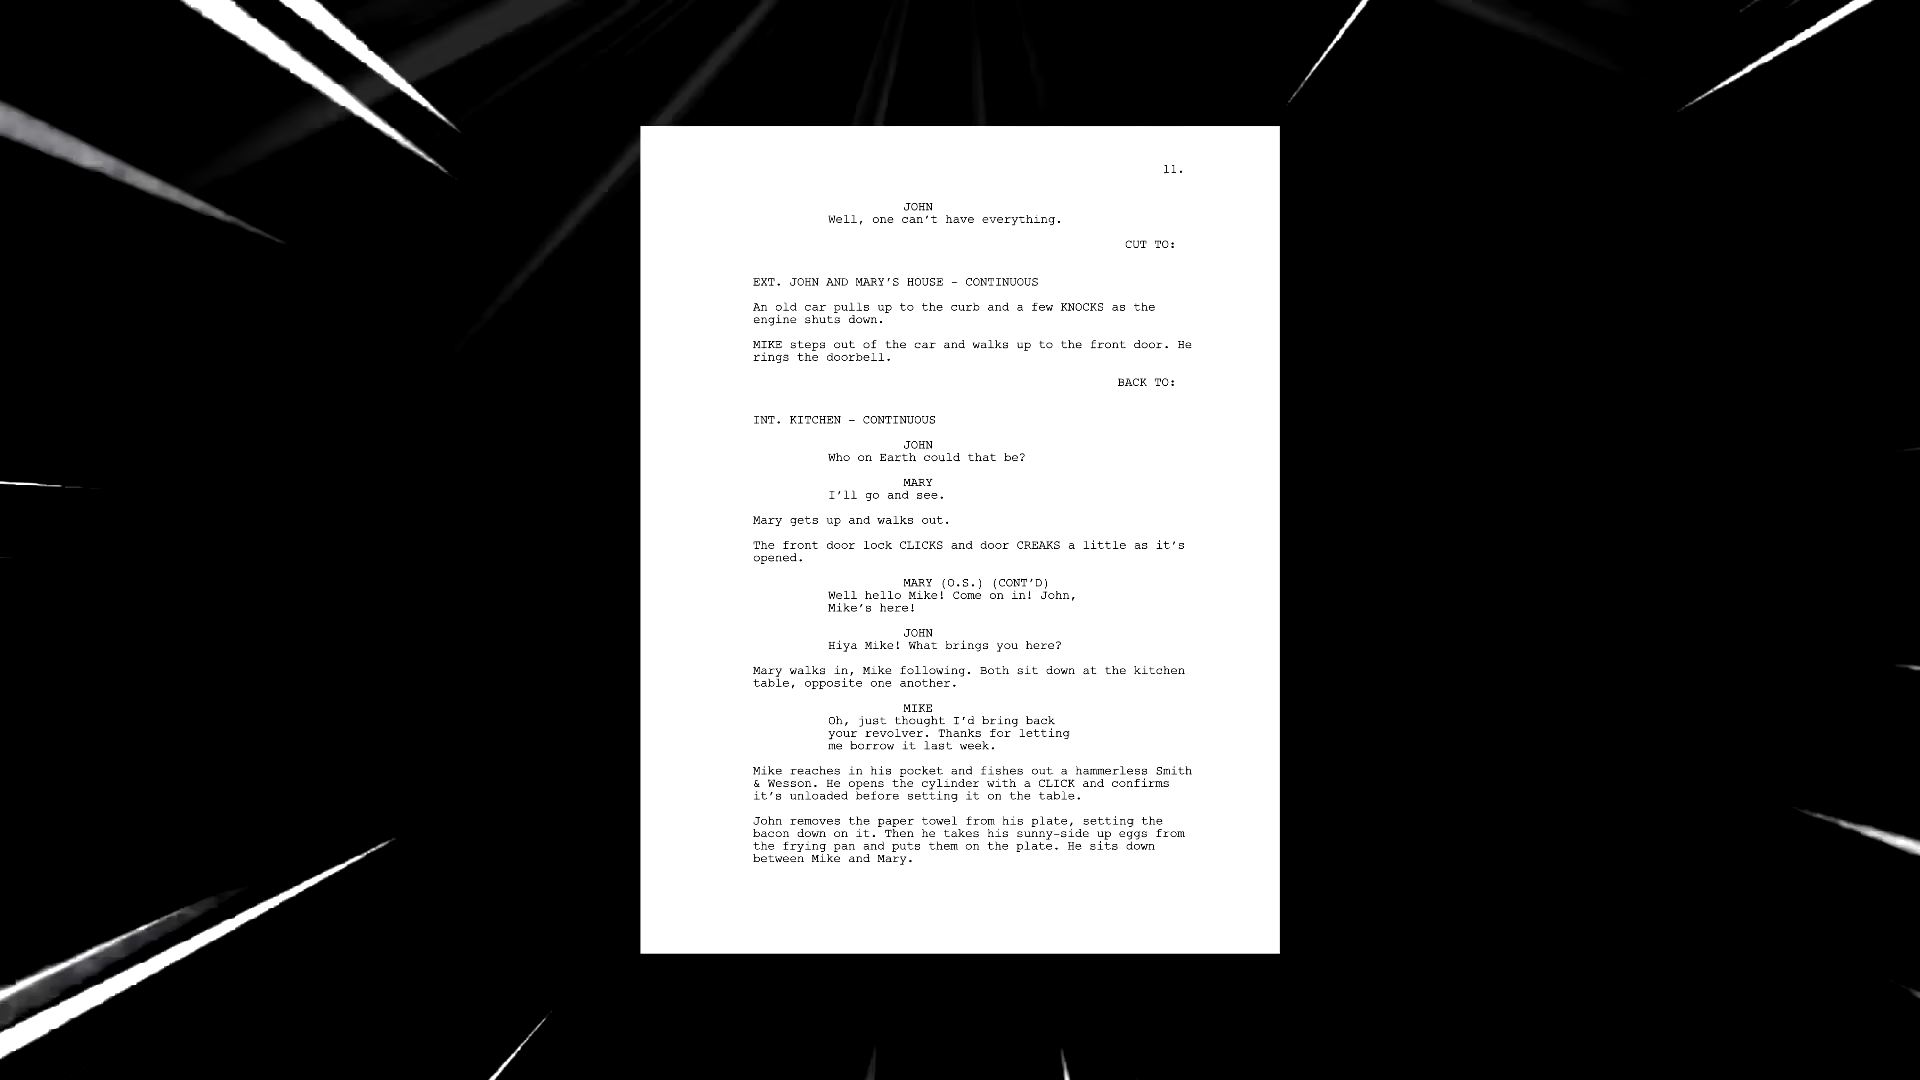 11.
JOHN
Well, one can't have everything.
CUT TO:
EXT. JOHN AND MARY'S HOUSE - CONTINUOUS
An old car pulls up to the curb and a few KNOCKS as the
engine shuts down.
MIKE steps out of the car and walks up to the front door. He
rings the doorbell.
BACK TO:
INT. KITCHEN - CONTINUOUS
JOHN
Who on Earth could that be?
MARY
I'll go and see.
Mary gets up and walks out.
The front door lock CLICKS and door CREAKS a little as it's
opened.
MARY (O.S.) (CONT'D)
Well hello Mike! Come on in! John,
Mike's here!
JOHN
Hiya Mike! What brings you here?
Mary walks in, Mike following. Both sit down at the kitchen
table, opposite one another.
MIKE
Oh, just thought I'd bring back
your revolver. Thanks for letting
me borrow it last week.
Mike reaches in his pocket and fishes out a hammerless Smith
& Wesson. He opens the cylinder with a CLICK and confirms
it's unloaded before setting it on the table.
John removes the paper towel from his plate, setting the
bacon down on it. Then he takes his sunny-side up eggs from
the frying pan and puts them on the plate. He sits down
between Mike and Mary.